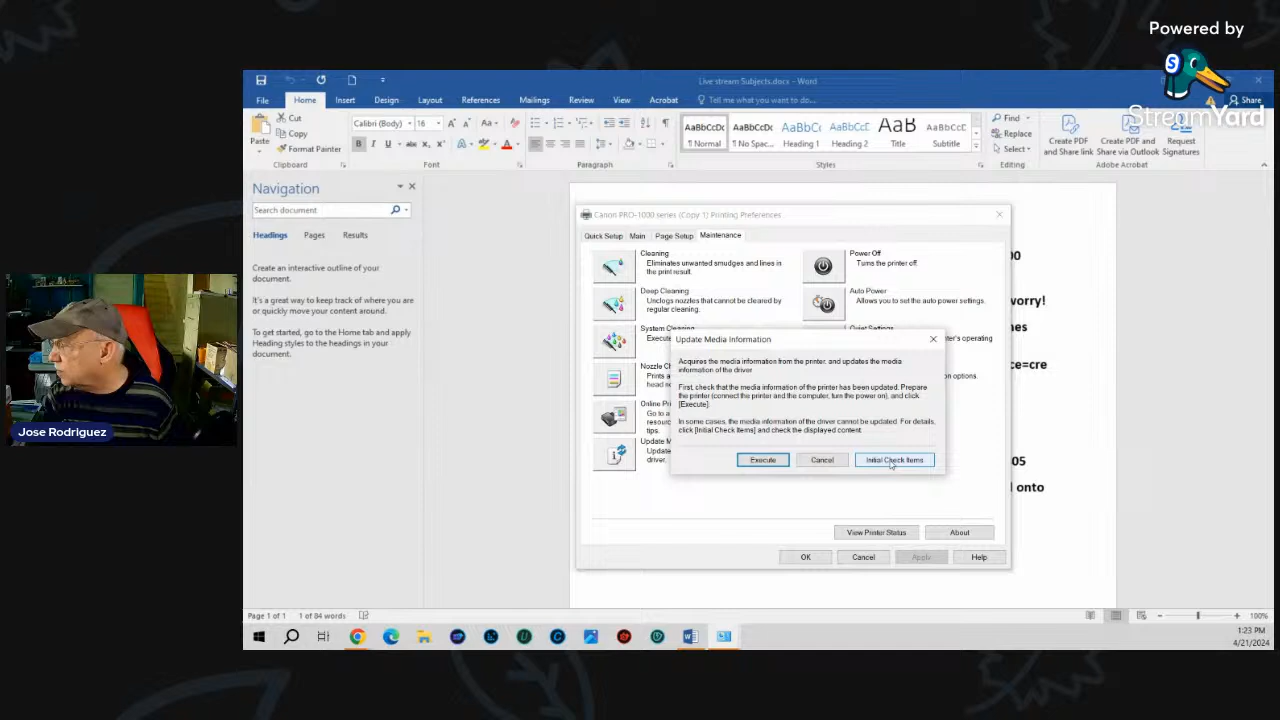 Powered by
StreamYard
Live stream Subjects.docx - Word
File Home Insert Design Layout References Mailings Review View Acrobat Tell me what you want to do... Share
Paste
Cut
Copy
Format Painter
Clipboard
Calibri (Body) 16
Font
Paragraph
AaBbCcDc AaBbCcDc AaBbCc AaBbCcC AaB AaBbCcC
¶ Normal ¶ No Spac... Heading 1 Heading 2 Title Subtitle
Styles
Find
Replace
Select
Editing
Create PDF and Share link
Create PDF and Share via Outlook
Request Signatures
Adobe Acrobat
Navigation
Search document
Headings Pages Results
Create an interactive outline of your
document.
It's a great way to keep track of where you are
or quickly move your content around.
To get started, go to the Home tab and apply
Heading styles to the headings in your
document.
Canon PRO-1000 series (Copy 1) Printing Preferences
Quick Setup Main Page Setup Maintenance
Cleaning
Eliminates unwanted smudges and lines in
the print result.
Power Off
Turns the printer off.
Deep Cleaning
Unclogs nozzles that cannot be cleared by
regular cleaning.
Auto Power
Allows you to set the auto power settings.
System Cleaning
Quiet Settings
Update Media Information
Acquires the media information from the printer, and updates the media
information of the driver.
First, check that the media information of the printer has been updated. Prepare
the printer (connect the printer and the computer, turn the power on), and click
[Execute].
In some cases, the media information of the driver cannot be updated. For details,
click [Initial Check Items] and check the displayed content.
Execute Cancel Initial Check Items
View Printer Status About
OK Cancel Apply Help
00
worry!
nes
ce=cre
05
onto
Jose Rodriguez
Page 1 of 1 1 of 84 words 100%
1:23 PM
4/21/2024